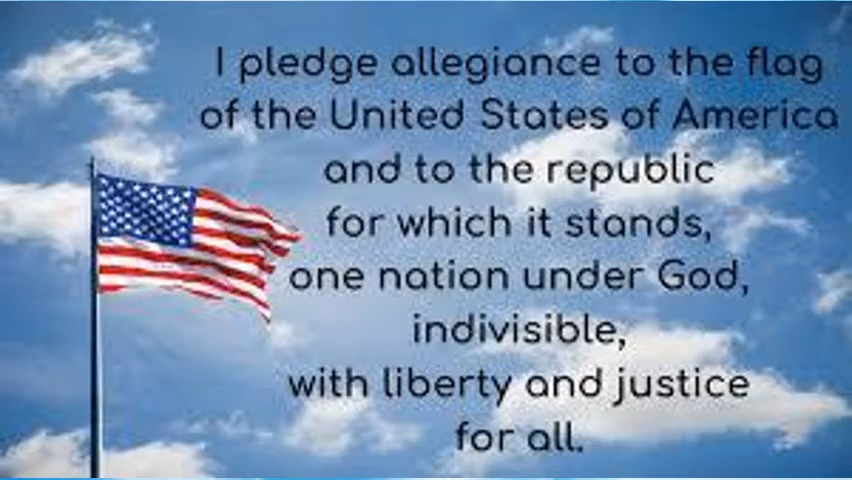 I pledge allegiance to the flag
of the United States of America
and to the republic
for which it stands,
one nation under God,
indivisible,
with liberty and justice
for all.